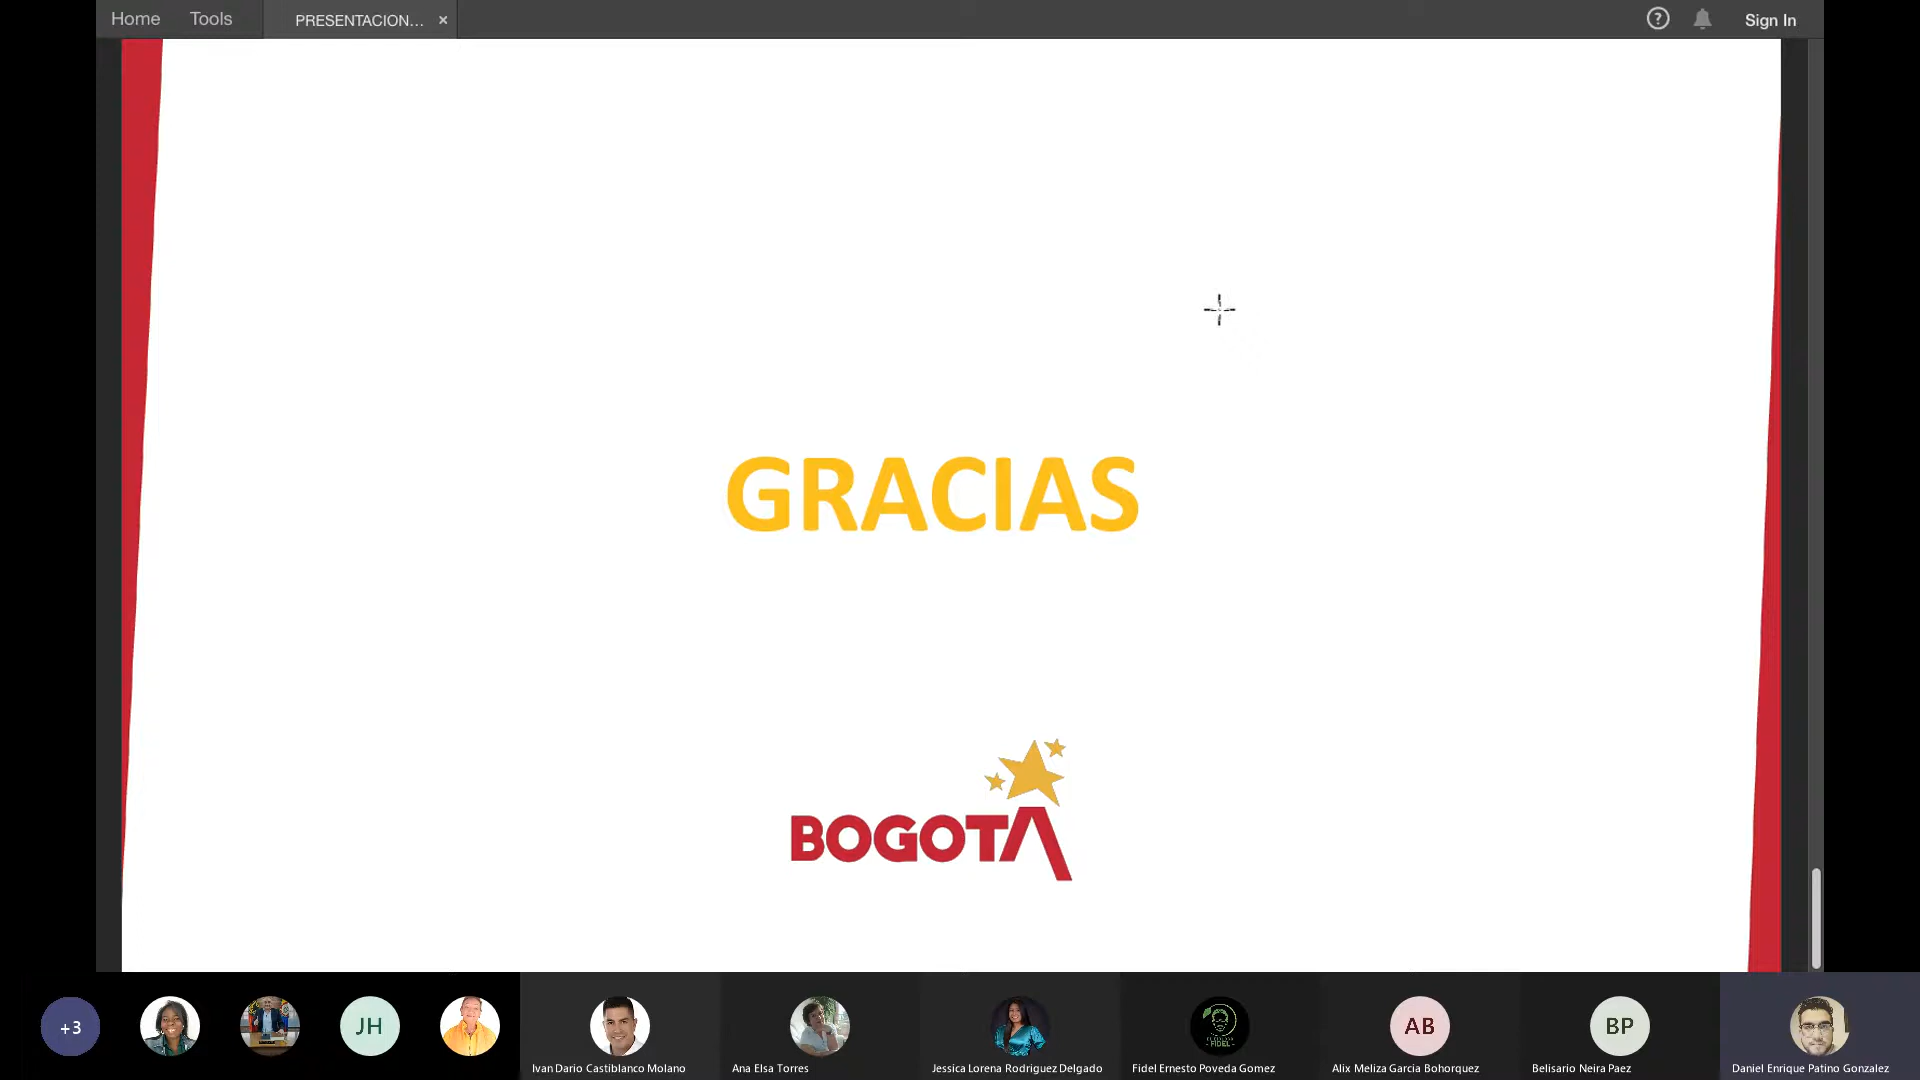 Home Tools PRESENTACION... × ? Sign In
GRACIAS
BOGOTA
+3 JH AB BP
Ivan Dario Castiblanco Molano Ana Elsa Torres Jessica Lorena Rodriguez Delgado Fidel Ernesto Poveda Gomez Alix Meliza Garcia Bohorquez Belisario Neira Paez Daniel Enrique Patino Gonzalez